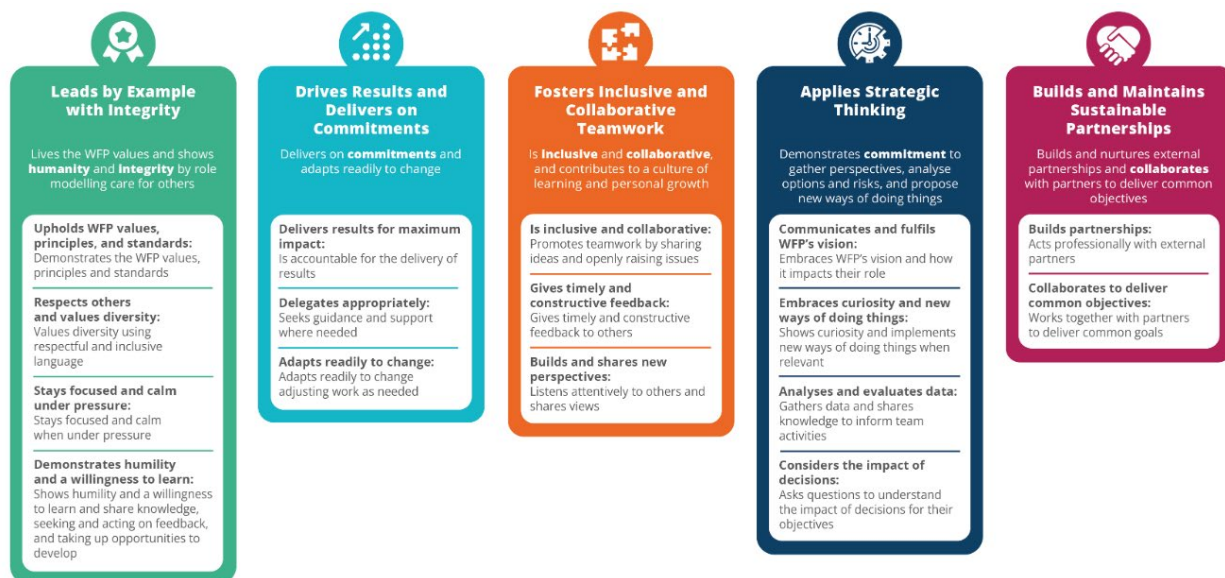 Leads by Example
with Integrity
Lives the WFP values and shows
humanity and integrity by role
modelling care for others
Upholds WFP values,
principles, and standards:
Demonstrates the WFP values,
principles and standards
Respects others
and values diversity:
Values diversity using
respectful and inclusive
language
Stays focused and calm
under pressure:
Stays focused and calm
when under pressure
Demonstrates humility
and a willingness to learn:
Shows humility and a willingness
to learn and share knowledge,
seeking and acting on feedback,
and taking up opportunities to
develop
Drives Results and
Delivers on
Commitments
Delivers on commitments and
adapts readily to change
Delivers results for maximum
impact:
Is accountable for the delivery of
results
Delegates appropriately:
Seeks guidance and support
where needed
Adapts readily to change:
Adapts readily to change
adjusting work as needed
Fosters Inclusive and
Collaborative
Teamwork
Is inclusive and collaborative,
and contributes to a culture of
learning and personal growth
Is inclusive and collaborative:
Promotes teamwork by sharing
ideas and openly raising issues
Gives timely and
constructive feedback:
Gives timely and constructive
feedback to others
Builds and shares new
perspectives:
Listens attentively to others and
shares views
Applies Strategic
Thinking
Demonstrates commitment to
gather perspectives, analyse
options and risks, and propose
new ways of doing things
Communicates and fulfils
WFP's vision:
Embraces WFP's vision and how
it impacts their role
Embraces curiosity and new
ways of doing things:
Shows curiosity and implements
new ways of doing things when
relevant
Analyses and evaluates data:
Gathers data and shares
knowledge to inform team
activities
Considers the impact of
decisions:
Asks questions to understand
the impact of decisions for their
objectives
Builds and Maintains
Sustainable
Partnerships
Builds and nurtures external
partnerships and collaborates
with partners to deliver common
objectives
Builds partnerships:
Acts professionally with external
partners
Collaborates to deliver
common objectives:
Works together with partners
to deliver common goals